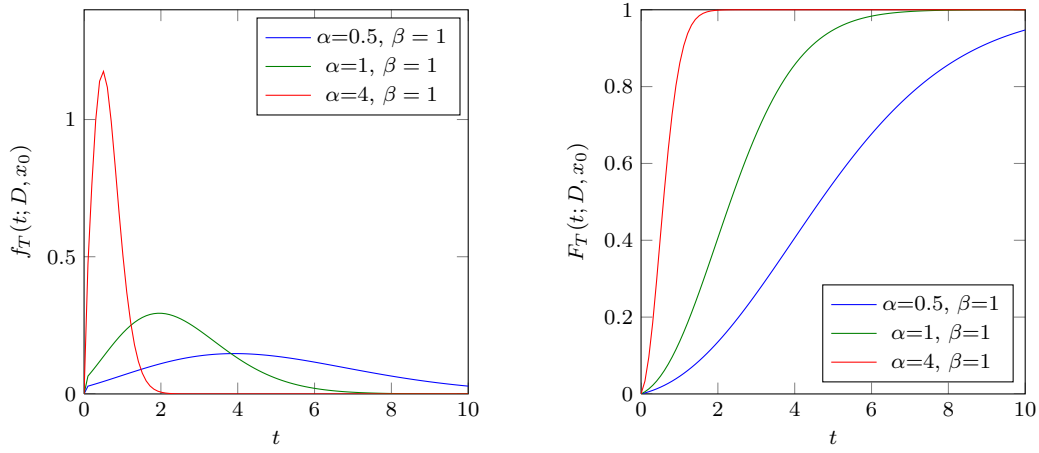 α=0.5, β = 1
α=1, β = 1
α=4, β = 1
1
0.5
0
0 2 4 6 8 10
t
f_T(t; D, x_0)
1
0.8
0.6
0.4
0.2
0
0 2 4 6 8 10
t
F_T(t; D, x_0)
α=0.5, β=1
α=1, β=1
α=4, β=1